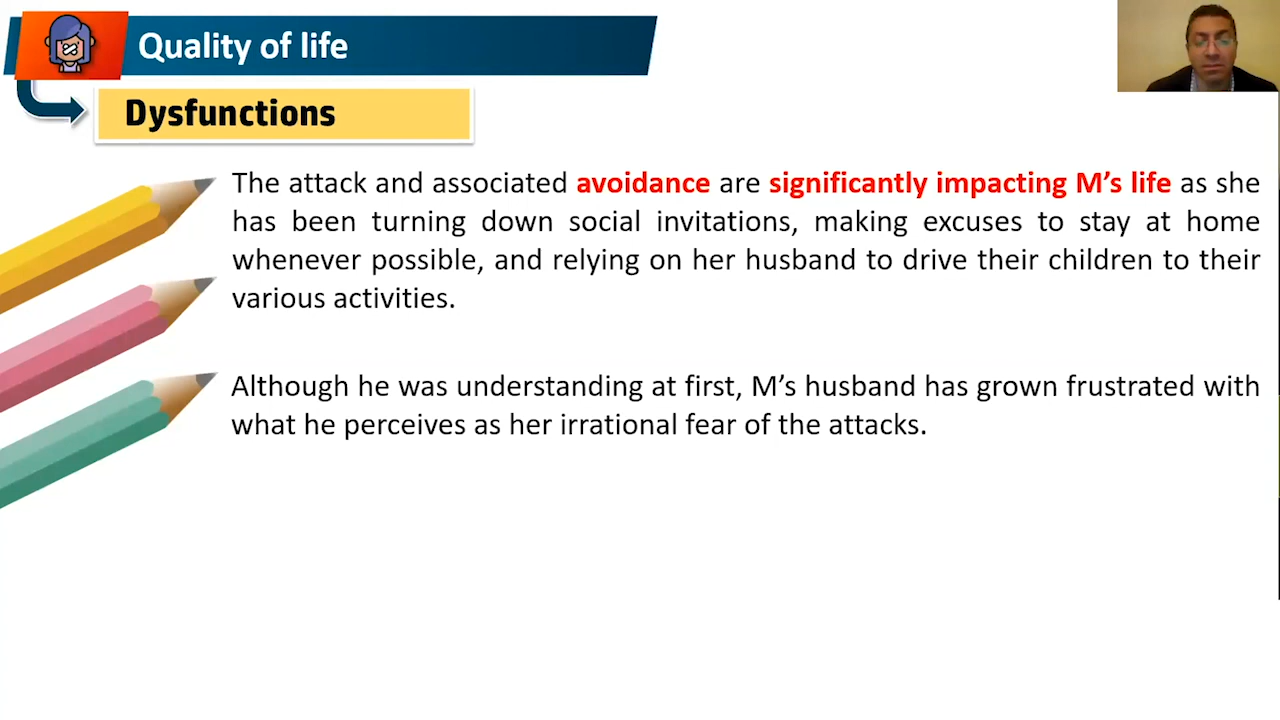 Quality of life
Dysfunctions
The attack and associated avoidance are significantly impacting M’s life as she
has been turning down social invitations, making excuses to stay at home
whenever possible, and relying on her husband to drive their children to their
various activities.
Although he was understanding at first, M’s husband has grown frustrated with
what he perceives as her irrational fear of the attacks.